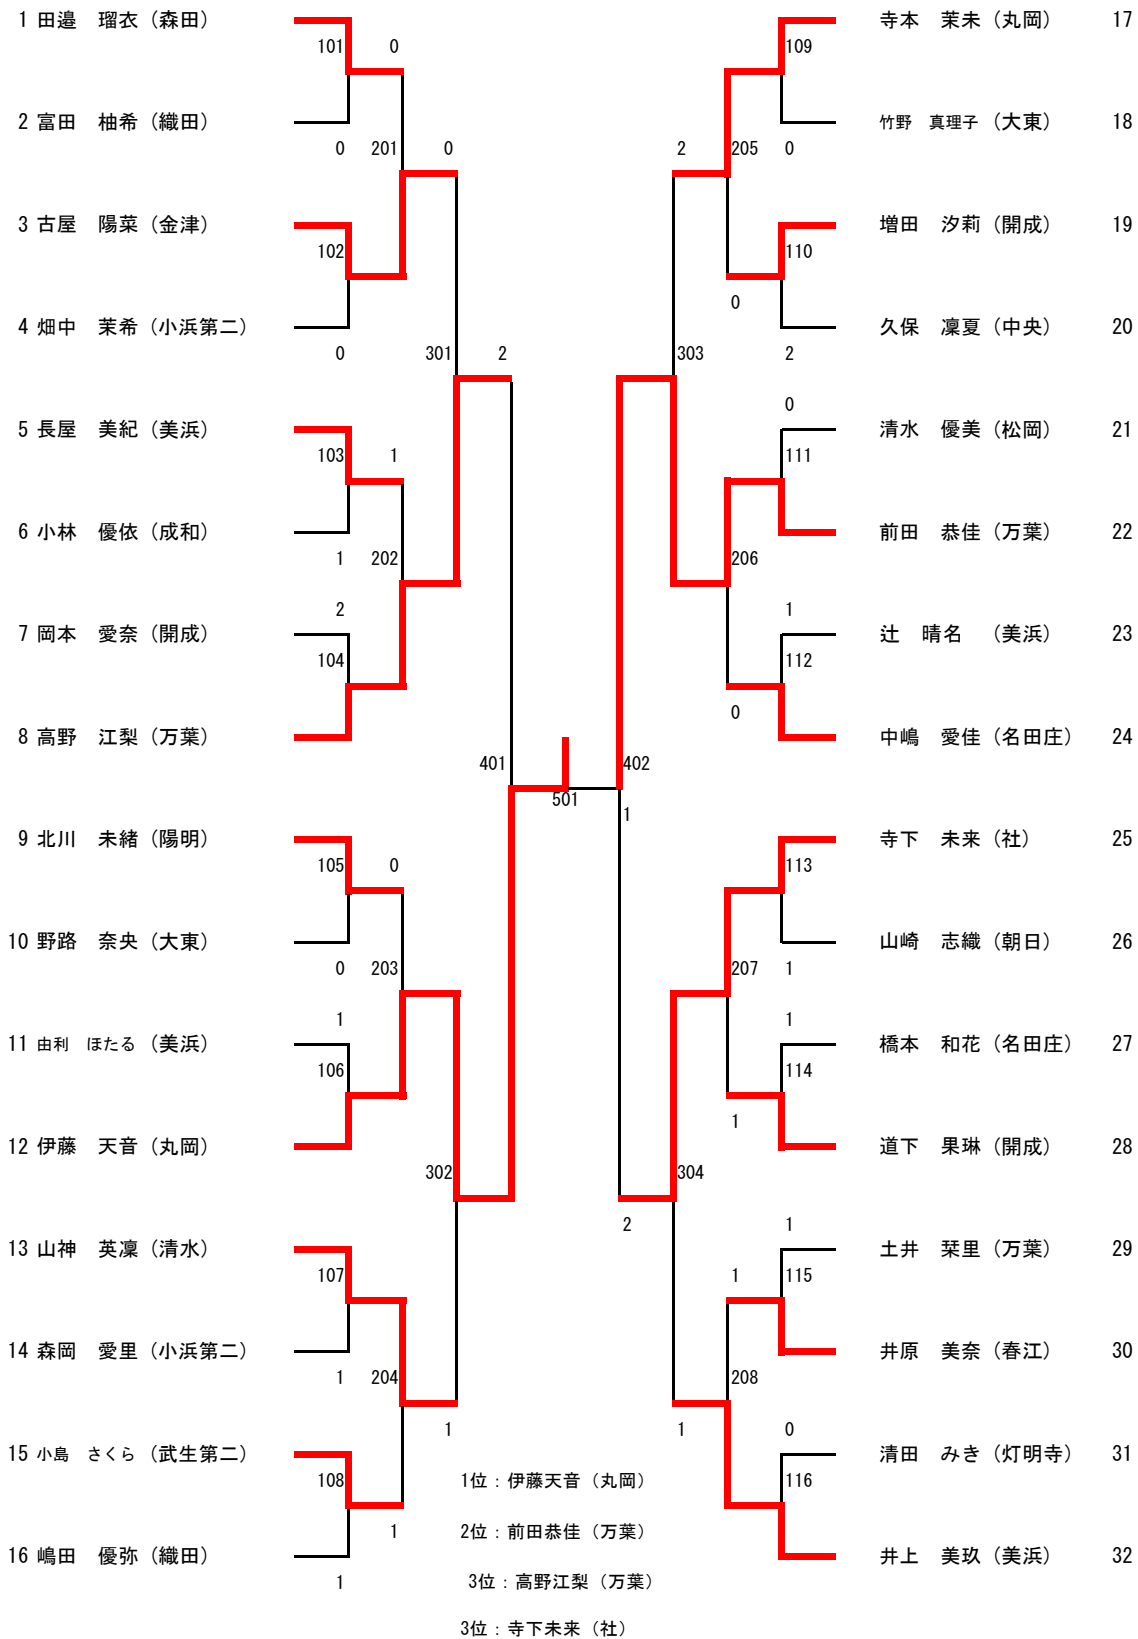 1 田邉 瑠衣 (森田)
101
0
2 富田 柚希 (織田)
0
201
0
3 古屋 陽菜 (金津)
102
4 畑中 茉希 (小浜第二)
0
301
2
5 長屋 美紀 (美浜)
103
1
6 小林 優依 (成和)
1
202
7 岡本 愛奈 (開成)
2
104
8 高野 江梨 (万葉)
401
9 北川 未緒 (陽明)
105
0
10 野路 奈央 (大東)
0
203
11 由利 ほたる (美浜)
1
106
12 伊藤 天音 (丸岡)
302
13 山神 英凜 (清水)
107
14 森岡 愛里 (小浜第二)
1
204
1
15 小島 さくら (武生第二)
108
1
16 嶋田 優弥 (織田)
1
501
寺本 茉未 (丸岡) 17
109
竹野 真理子 (大東) 18
2
205
0
増田 汐莉 (開成) 19
110
0
久保 凜夏 (中央) 20
303
2
0
清水 優美 (松岡) 21
111
前田 恭佳 (万葉) 22
206
1
辻 晴名 (美浜) 23
112
0
中嶋 愛佳 (名田庄) 24
402
1
寺下 未来 (社) 25
113
山崎 志織 (朝日) 26
207
1
1
橋本 和花 (名田庄) 27
114
1
道下 果琳 (開成) 28
304
2
1
土井 栞里 (万葉) 29
1
115
井原 美奈 (春江) 30
208
1
0
清田 みき (灯明寺) 31
116
井上 美玖 (美浜) 32
1位：伊藤天音 (丸岡)
2位：前田恭佳 (万葉)
3位：高野江梨 (万葉)
3位：寺下未来 (社)